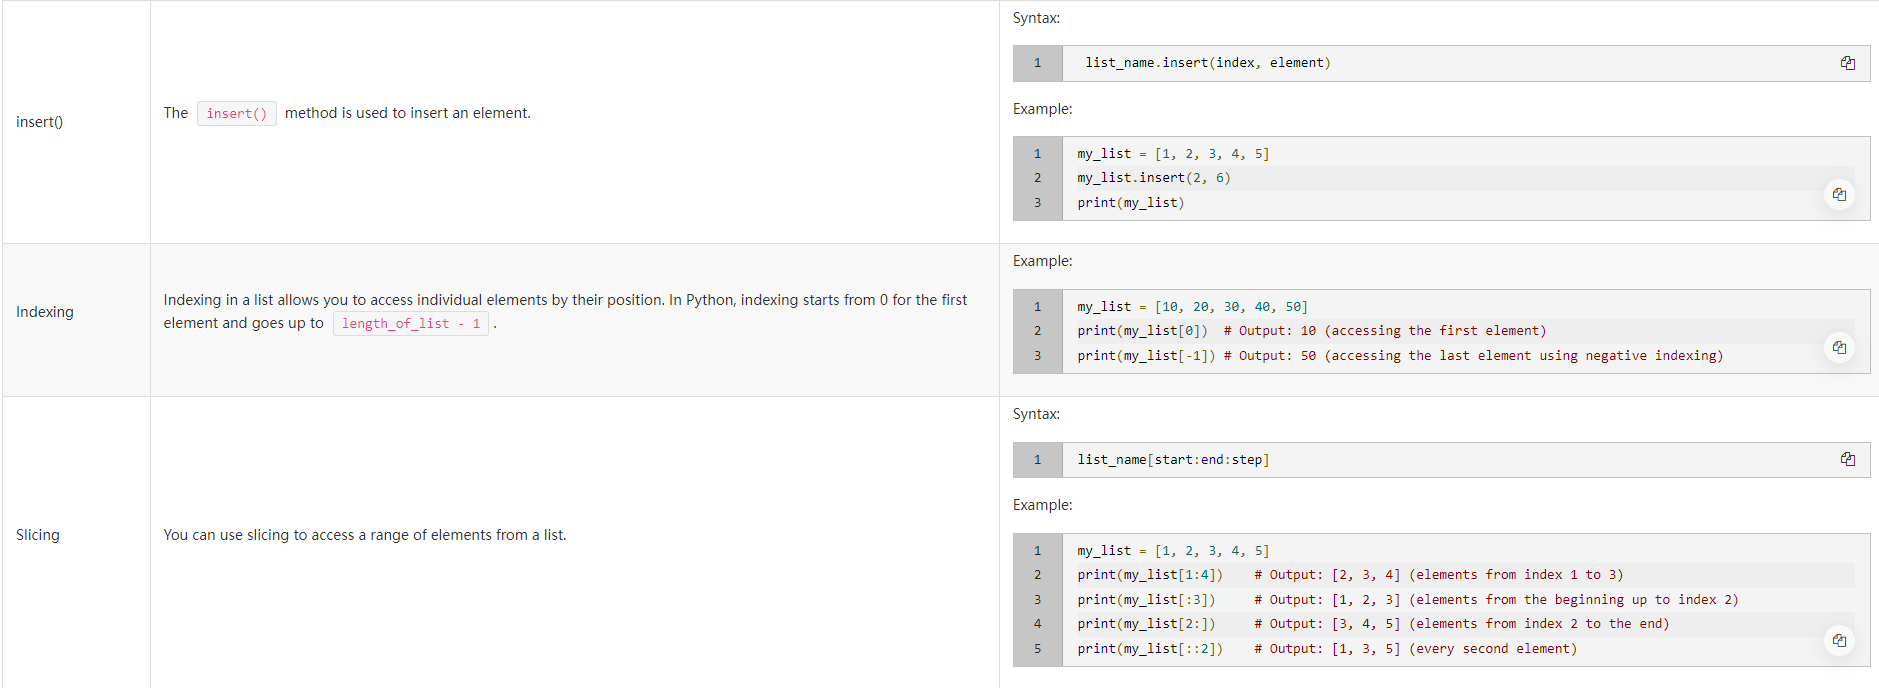 insert()
The insert() method is used to insert an element.
Syntax:
1 list_name.insert(index, element)
Example:
1 my_list = [1, 2, 3, 4, 5]
2 my_list.insert(2, 6)
3 print(my_list)
Indexing
Indexing in a list allows you to access individual elements by their position. In Python, indexing starts from 0 for the first
element and goes up to length_of_list - 1 .
Example:
1 my_list = [10, 20, 30, 40, 50]
2 print(my_list[0])  # Output: 10 (accessing the first element)
3 print(my_list[-1]) # Output: 50 (accessing the last element using negative indexing)
Slicing
You can use slicing to access a range of elements from a list.
Syntax:
1 list_name[start:end:step]
Example:
1 my_list = [1, 2, 3, 4, 5]
2 print(my_list[1:4])    # Output: [2, 3, 4] (elements from index 1 to 3)
3 print(my_list[:3])     # Output: [1, 2, 3] (elements from the beginning up to index 2)
4 print(my_list[2:])     # Output: [3, 4, 5] (elements from index 2 to the end)
5 print(my_list[::2])    # Output: [1, 3, 5] (every second element)